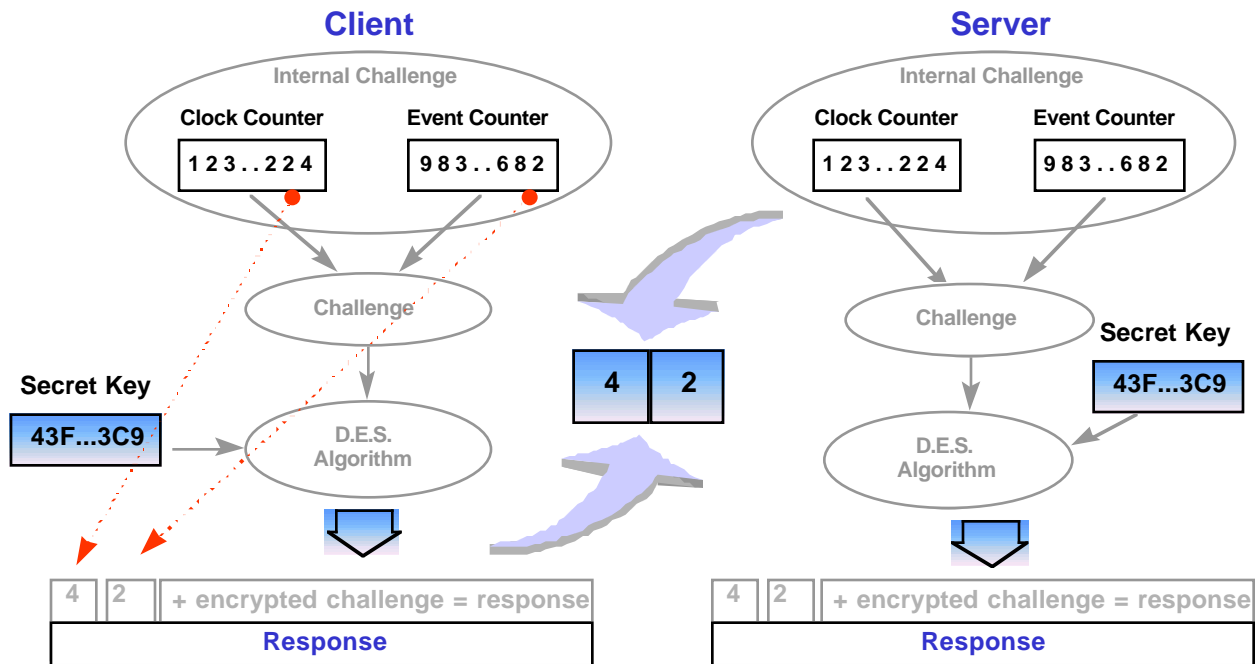 Client
Internal Challenge
Clock Counter
Event Counter
1 2 3 . . 2 2 4
9 8 3 . . 6 8 2
Challenge
Secret Key
43F...3C9
D.E.S.
Algorithm
4 2 + encrypted challenge = response
Response
4 2
Server
Internal Challenge
Clock Counter
Event Counter
1 2 3 . . 2 2 4
9 8 3 . . 6 8 2
Challenge
Secret Key
43F...3C9
D.E.S.
Algorithm
4 2 + encrypted challenge = response
Response